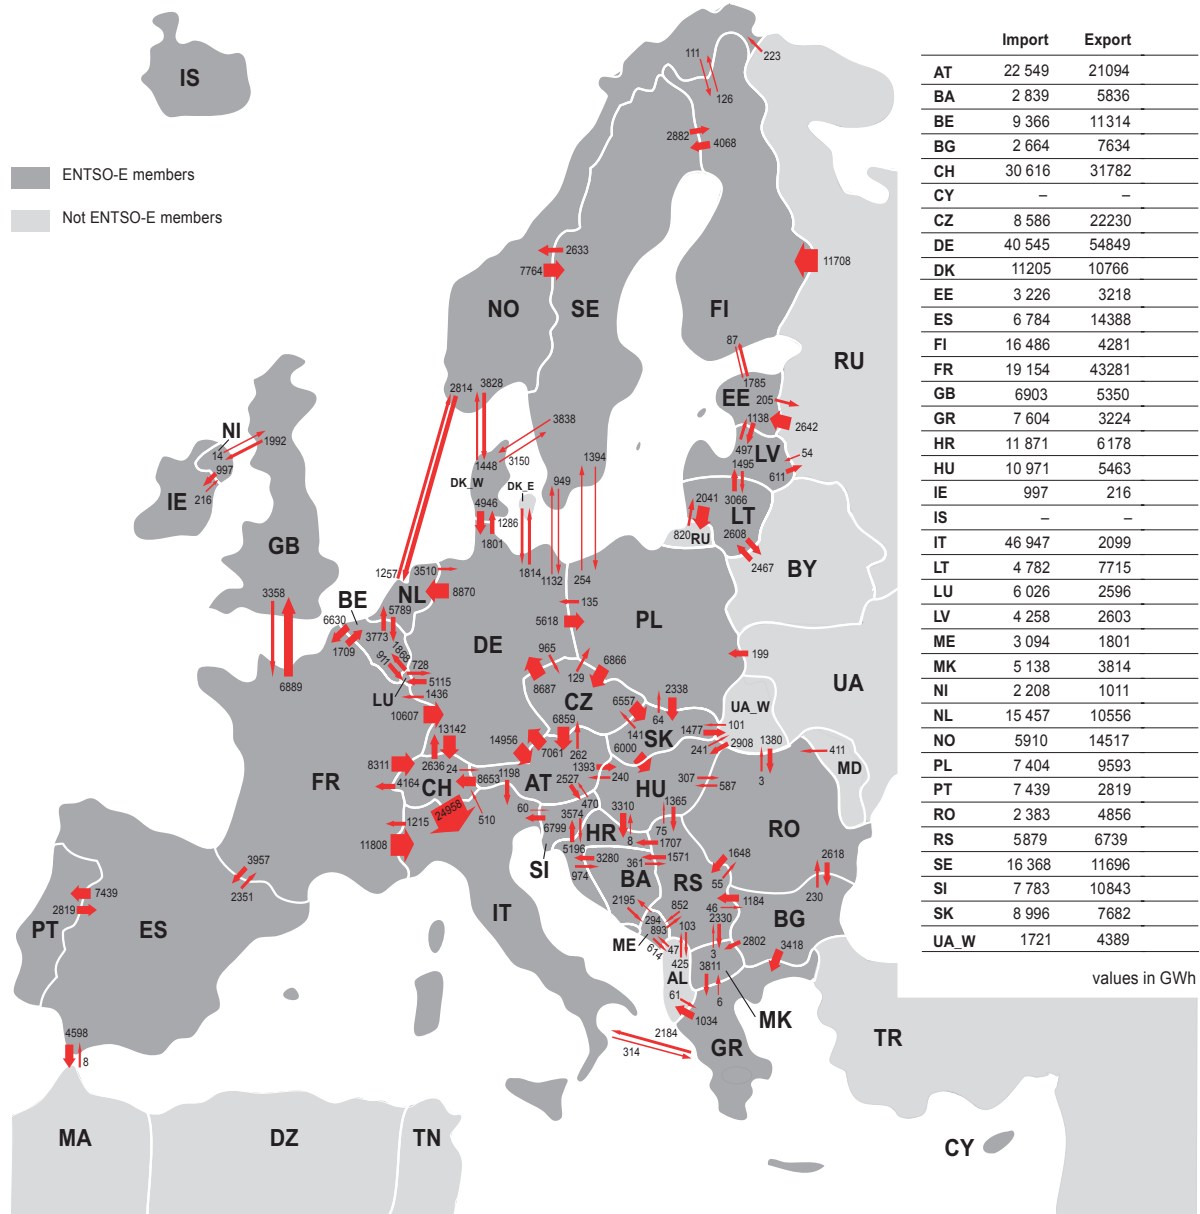 Import Export
AT 22 549 21094
BA 2 839 5836
BE 9 366 11314
BG 2 664 7634
CH 30 616 31782
CY – –
CZ 8 586 22230
DE 40 545 54849
DK 11205 10766
EE 3 226 3218
ES 6 784 14388
FI 16 486 4281
FR 19 154 43281
GB 6903 5350
GR 7 604 3224
HR 11 871 6178
HU 10 971 5463
IE 997 216
IS – –
IT 46 947 2099
LT 4 782 7715
LU 6 026 2596
LV 4 258 2603
ME 3 094 1801
MK 5 138 3814
NI 2 208 1011
NL 15 457 10556
NO 5910 14517
PL 7 404 9593
PT 7 439 2819
RO 2 383 4856
RS 5879 6739
SE 16 368 11696
SI 7 783 10843
SK 8 996 7682
UA_W 1721 4389
values in GWh
IS
ENTSO-E members
Not ENTSO-E members
111
223
126
2882
4068
2633
7764
11708
NO
SE
FI
RU
87
1785
EE
205
2814
3828
3838
1138
2642
NI
1992
14
997
497
LV
54
1448
3150
1394
1495
611
IE
216
DK_W
DK_E
949
4946
2041
3066
LT
1286
820
RU
2608
GB
1801
2467
BY
1257
3510
1814
1132
254
NL
8870
135
3358
BE
5789
5618
PL
6630
1709
3773
1868
911
DE
965
6866
199
728
5115
8687
129
UA
6889
LU
1436
CZ
6557
2338
UA_W
10607
13142
6859
64
101
14956
141
SK
1477
2908
1380
2636
7061
262
6000
241
411
8311
24
1393
MD
FR
4164
CH
8653
1198
AT
2527
240
HU
307
587
3
24958
510
470
1365
1215
60
3574
3310
RO
6799
HR
8
75
11808
5196
1707
SI
3280
361
1571
1648
2618
3957
974
BA
RS
55
2351
7439
2195
852
46
1184
230
2819
IT
294
2330
BG
PT
ES
893
103
ME
614
47
3
2802
3418
425
3811
AL
61
6
MK
4598
1034
2184
8
314
GR
TR
MA
DZ
TN
CY